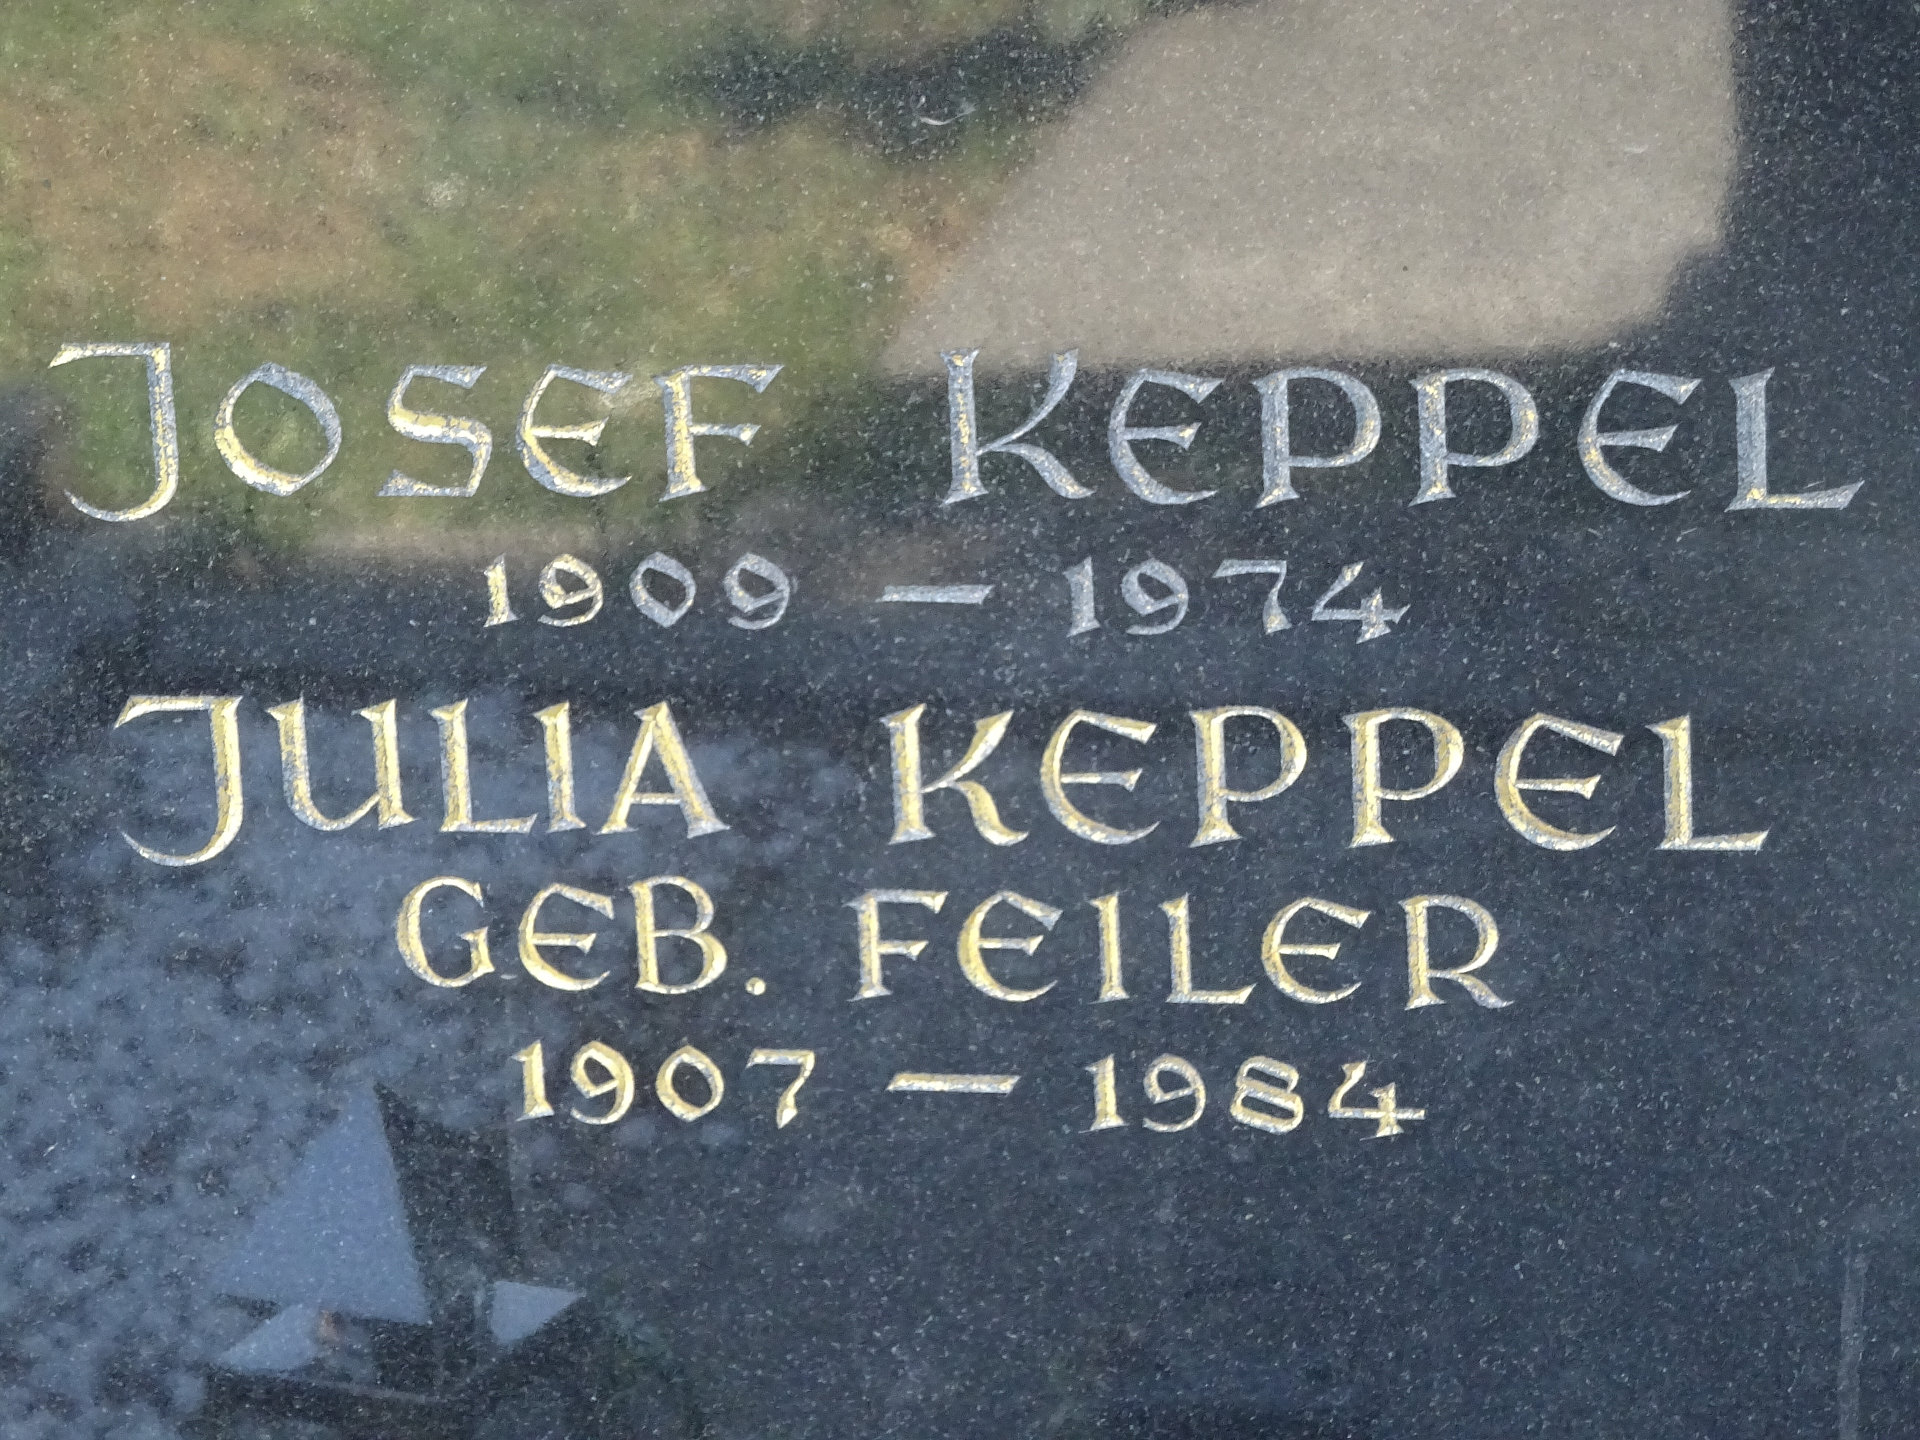 JOSEF KEPPEL
1909 — 1974
JULIA KEPPEL
GEB. FEILER
1907 — 1984